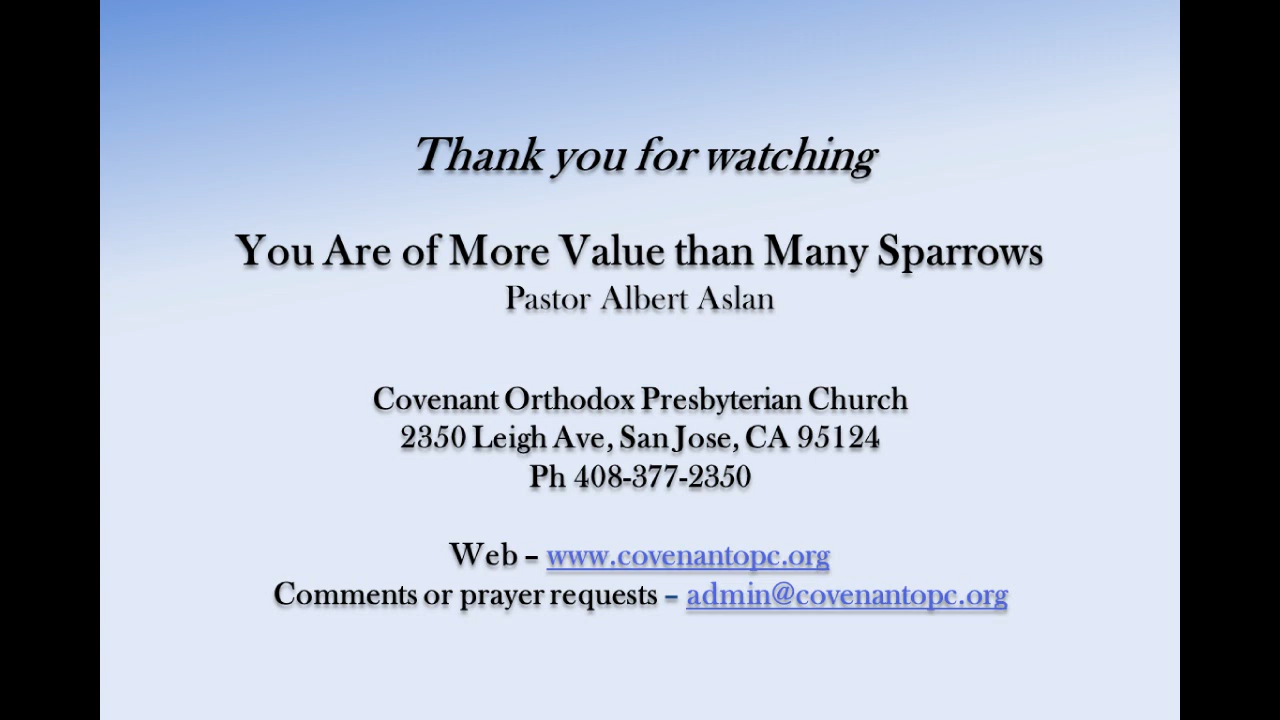 Thank you for watching
You Are of More Value than Many Sparrows
Pastor Albert Aslan
Covenant Orthodox Presbyterian Church
2350 Leigh Ave, San Jose, CA 95124
Ph 408-377-2350
Web – www.covenantopc.org
Comments or prayer requests – admin@covenantopc.org